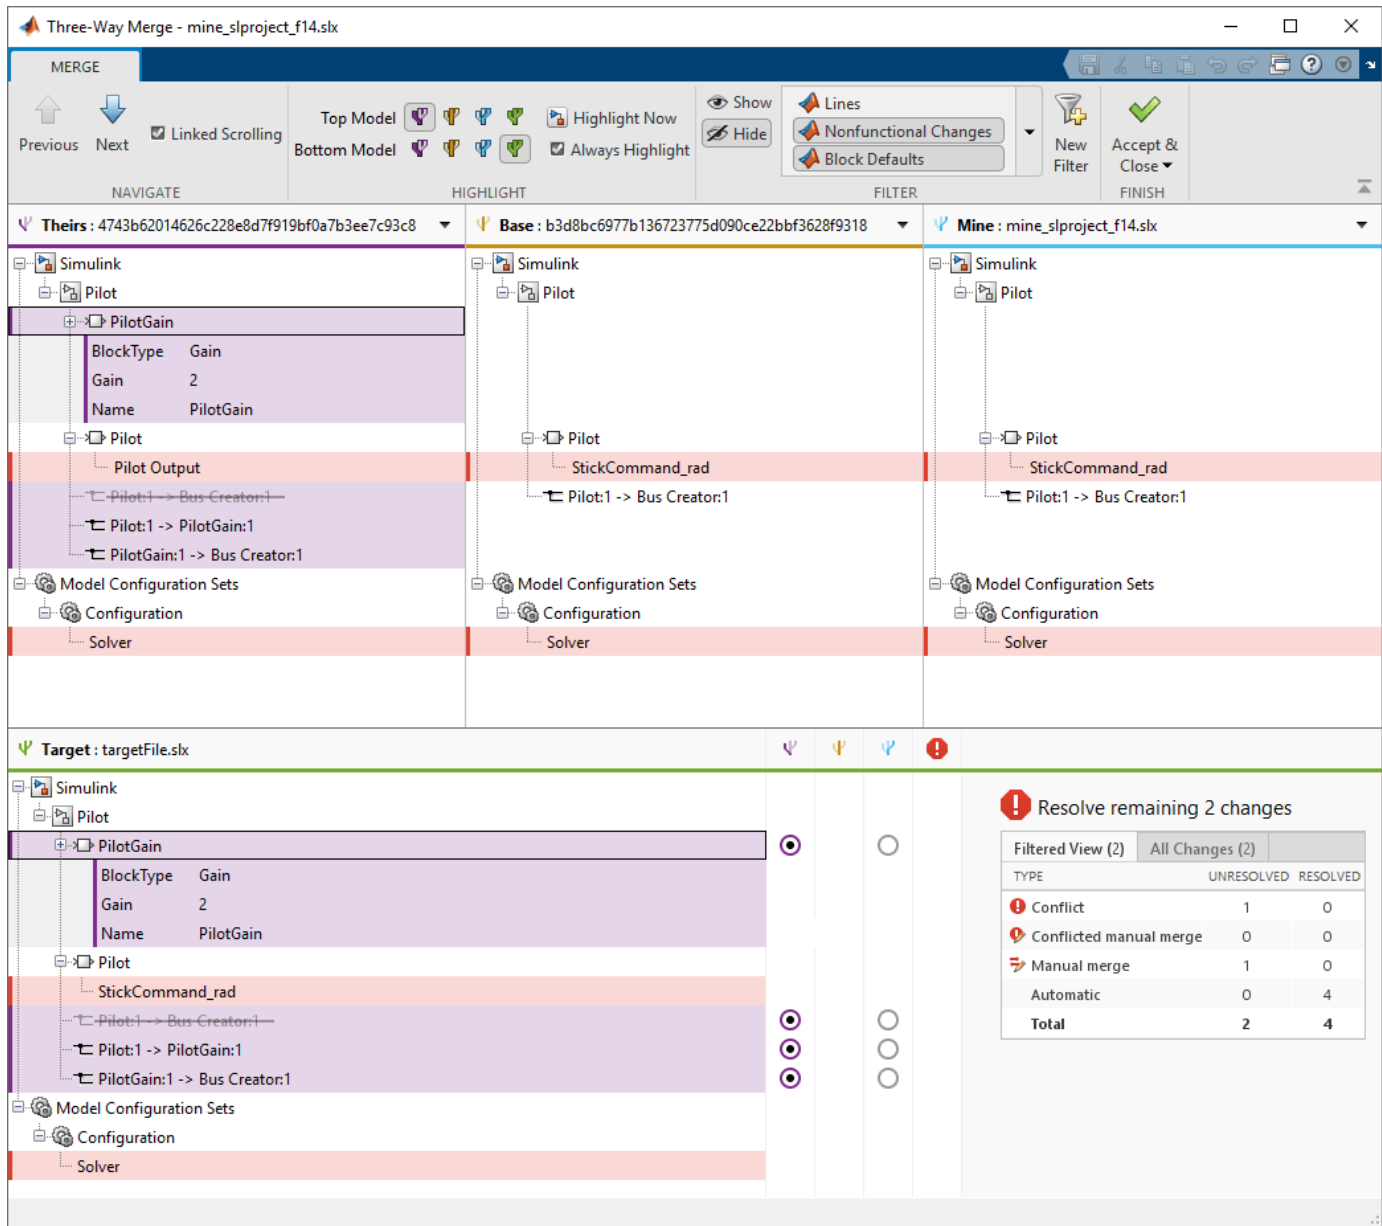 Three-Way Merge - mine_slproject_f14.slx
MERGE
Previous
Next
Linked Scrolling
NAVIGATE
Top Model
Bottom Model
Highlight Now
Always Highlight
HIGHLIGHT
Show
Hide
Lines
Nonfunctional Changes
Block Defaults
New
Filter
FILTER
Accept &
Close
FINISH
Theirs : 4743b62014626c228e8d7f919bf0a7b3ee7c93c8
Simulink
Pilot
PilotGain
BlockType Gain
Gain 2
Name PilotGain
Pilot
Pilot Output
Pilot:1 -> Bus Creator:1
Pilot:1 -> PilotGain:1
PilotGain:1 -> Bus Creator:1
Model Configuration Sets
Configuration
Solver
Base : b3d8bc6977b136723775d090ce22bbf3628f9318
Simulink
Pilot
Pilot
StickCommand_rad
Pilot:1 -> Bus Creator:1
Model Configuration Sets
Configuration
Solver
Mine : mine_slproject_f14.slx
Simulink
Pilot
Pilot
StickCommand_rad
Pilot:1 -> Bus Creator:1
Model Configuration Sets
Configuration
Solver
Target : targetFile.slx
Simulink
Pilot
PilotGain
BlockType Gain
Gain 2
Name PilotGain
Pilot
StickCommand_rad
Pilot:1 -> Bus Creator:1
Pilot:1 -> PilotGain:1
PilotGain:1 -> Bus Creator:1
Model Configuration Sets
Configuration
Solver
Resolve remaining 2 changes
Filtered View (2) All Changes (2)
TYPE UNRESOLVED RESOLVED
Conflict 1 0
Conflicted manual merge 0 0
Manual merge 1 0
Automatic 0 4
Total 2 4